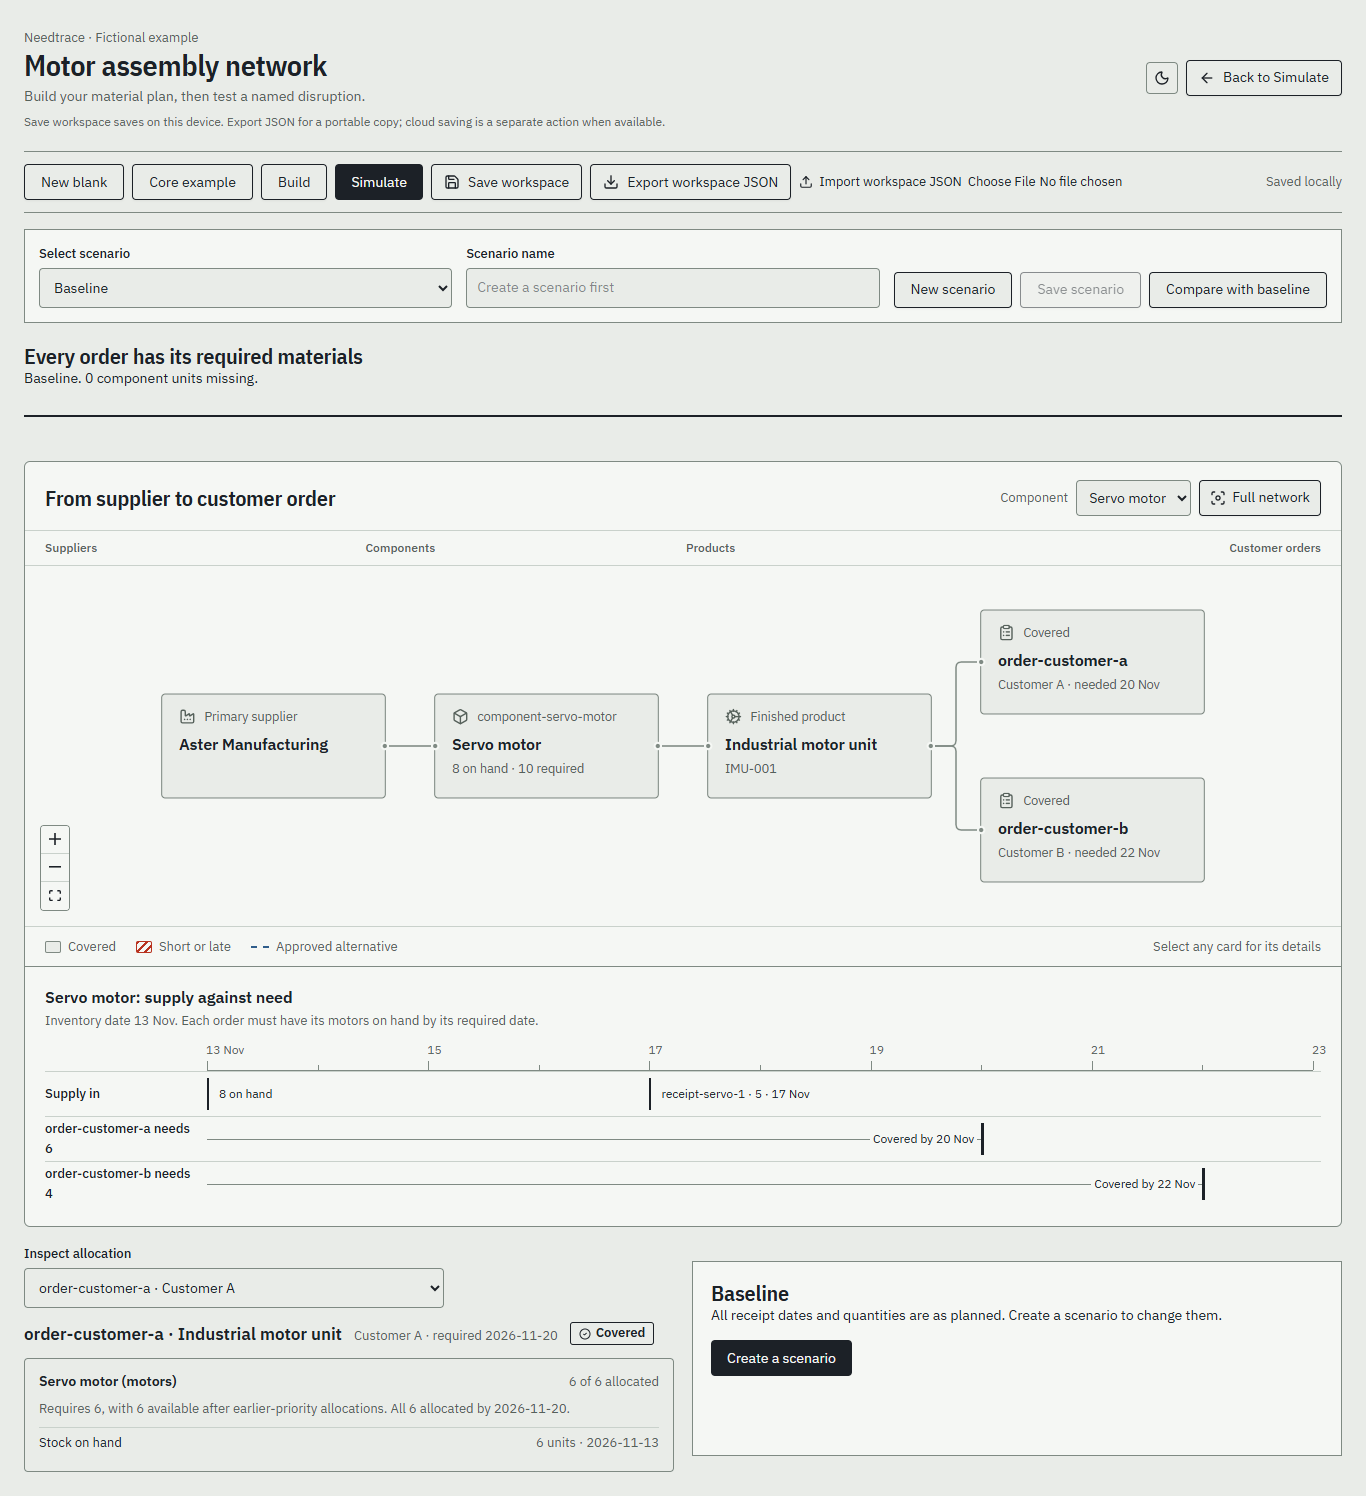 Needtrace · Fictional example
Motor assembly network
Build your material plan, then test a named disruption.
Save workspace saves on this device. Export JSON for a portable copy; cloud saving is a separate action when available.
Back to Simulate
New blank
Core example
Build
Simulate
Save workspace
Export workspace JSON
Import workspace JSON Choose File No file chosen
Saved locally
Select scenario
Baseline
Scenario name
Create a scenario first
New scenario
Save scenario
Compare with baseline
Every order has its required materials
Baseline. 0 component units missing.
From supplier to customer order
Component
Servo motor
Full network
Suppliers
Components
Products
Customer orders
Primary supplier
Aster Manufacturing
component-servo-motor
Servo motor
8 on hand · 10 required
Finished product
Industrial motor unit
IMU-001
Covered
order-customer-a
Customer A · needed 20 Nov
Covered
order-customer-b
Customer B · needed 22 Nov
Covered
Short or late
Approved alternative
Select any card for its details
Servo motor: supply against need
Inventory date 13 Nov. Each order must have its motors on hand by its required date.
13 Nov
15
17
19
21
23
Supply in
8 on hand
receipt-servo-1 · 5 · 17 Nov
order-customer-a needs
6
Covered by 20 Nov
order-customer-b needs
4
Covered by 22 Nov
Inspect allocation
order-customer-a · Customer A
order-customer-a · Industrial motor unit
Customer A · required 2026-11-20
Covered
Servo motor (motors)
6 of 6 allocated
Requires 6, with 6 available after earlier-priority allocations. All 6 allocated by 2026-11-20.
Stock on hand
6 units · 2026-11-13
Baseline
All receipt dates and quantities are as planned. Create a scenario to change them.
Create a scenario